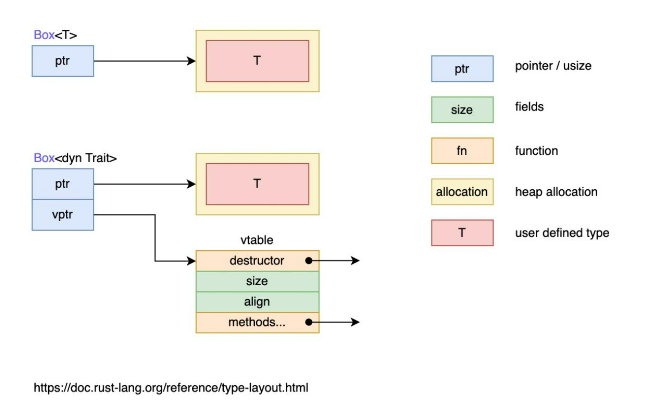 Box<T>
ptr
T
Box<dyn Trait>
ptr
vptr
T
vtable
destructor
size
align
methods...
ptr
pointer / usize
size
fields
fn
function
allocation
heap allocation
T
user defined type
https://doc.rust-lang.org/reference/type-layout.html